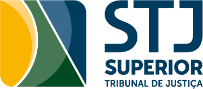 STJ
SUPERIOR
TRIBUNAL DE JUSTIÇA